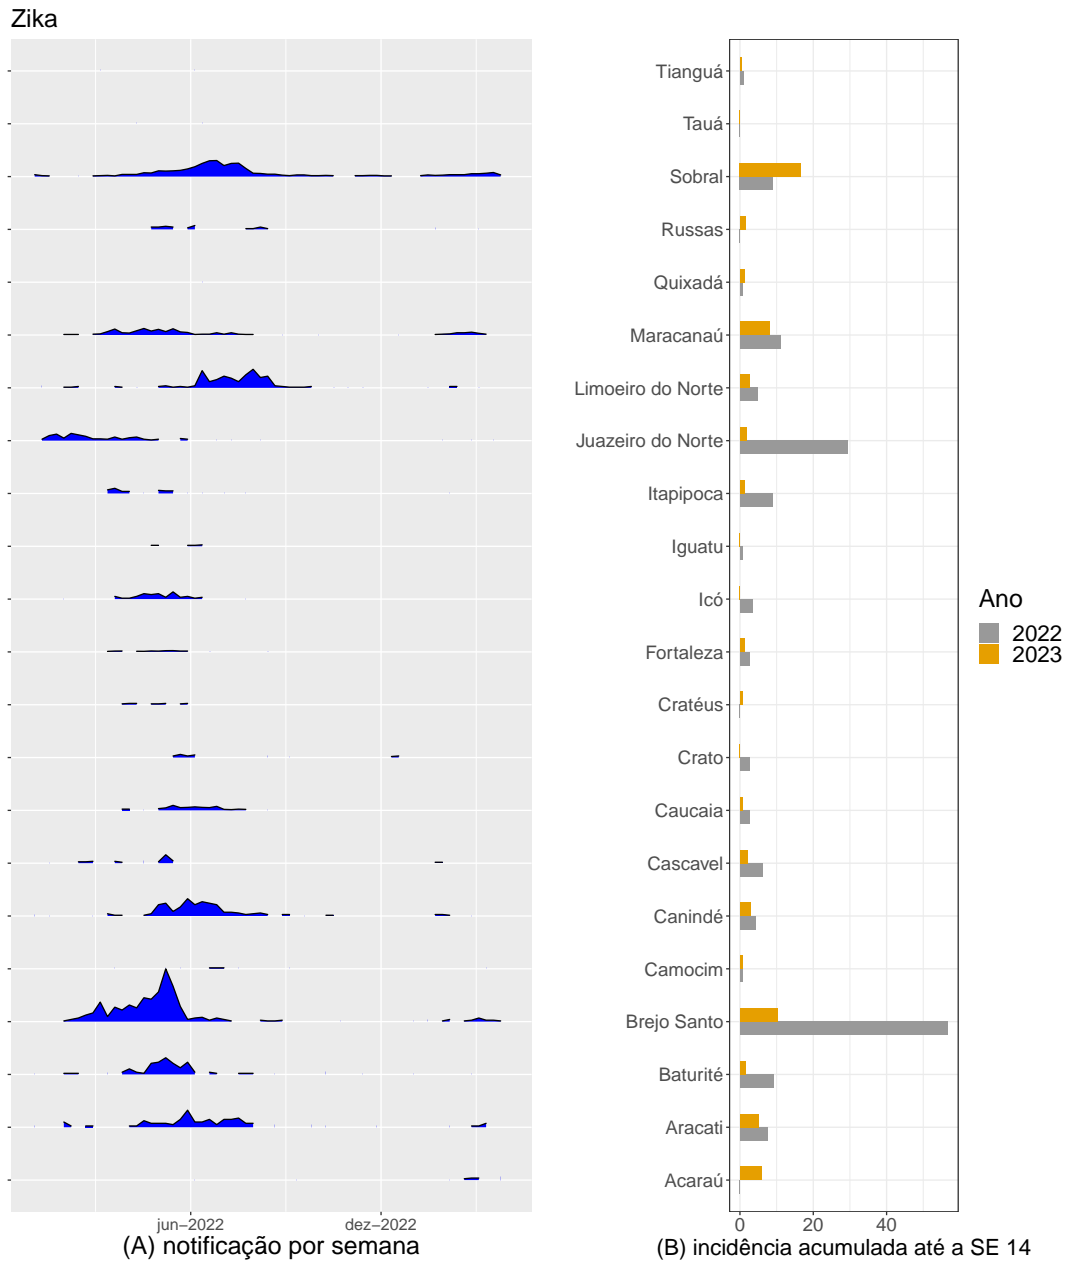 Zika
Tianguá
Tauá
Sobral
Russas
Quixadá
Maracanaú
Limoeiro do Norte
Juazeiro do Norte
Itapipoca
Iguatu
Icó
Fortaleza
Cratéus
Crato
Caucaia
Cascavel
Canindé
Camocim
Brejo Santo
Baturité
Aracati
Acaraú
Ano
2022
2023
jun−2022 dez−2022
(A) notificação por semana
0 20 40
(B) incidência acumulada até a SE 14